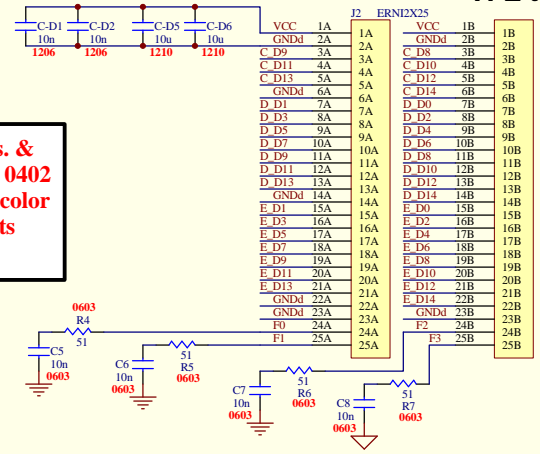 J2 ERNI2X25
C-D1 C-D2 C-D5 C-D6
10n 10n 10u 10u
1206 1206 1210 1210
VCC 1A 1A VCC 1B 1B
GNDd 2A 2A GNDd 2B 2B
C_D9 3A 3A C_D8 3B 3B
C_D11 4A 4A C_D10 4B 4B
C_D13 5A 5A C_D12 5B 5B
GNDd 6A 6A C_D14 6B 6B
D_D1 7A 7A D_D0 7B 7B
D_D3 8A 8A D_D2 8B 8B
D_D5 9A 9A D_D4 9B 9B
D_D7 10A 10A D_D6 10B 10B
D_D9 11A 11A D_D8 11B 11B
D_D11 12A 12A D_D10 12B 12B
D_D13 13A 13A D_D12 13B 13B
GNDd 14A 14A D_D14 14B 14B
E_D1 15A 15A E_D0 15B 15B
E_D3 16A 16A E_D2 16B 16B
E_D5 17A 17A E_D4 17B 17B
E_D7 18A 18A E_D6 18B 18B
E_D9 19A 19A E_D8 19B 19B
E_D11 20A 20A E_D10 20B 20B
E_D13 21A 21A E_D12 21B 21B
GNDd 22A 22A E_D14 22B 22B
GNDd 23A 23A GNDd 23B 23B
F0 24A 24A F2 24B 24B
F1 25A 25A F3 25B 25B
s. &
0402
color
ts
0603
R4
51
C5
10n
0603
51
R5
0603
C6
10n
0603
51
R6
0603
C7
10n
0603
51
R7
0603
C8
10n
0603